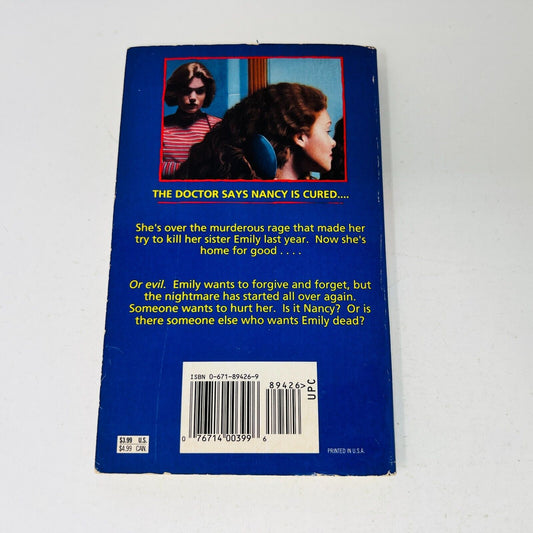 THE DOCTOR SAYS NANCY IS CURED....
She's over the murderous rage that made her
try to kill her sister Emily last year. Now she's
home for good . . . .
Or evil. Emily wants to forgive and forget, but
the nightmare has started all over again.
Someone wants to hurt her. Is it Nancy? Or is
there someone else who wants Emily dead?
ISBN 0-671-89426-9
89426>
UPC
0 76714 00399 6
$3.99 U.S.
$4.99 CAN.
PRINTED IN U.S.A.